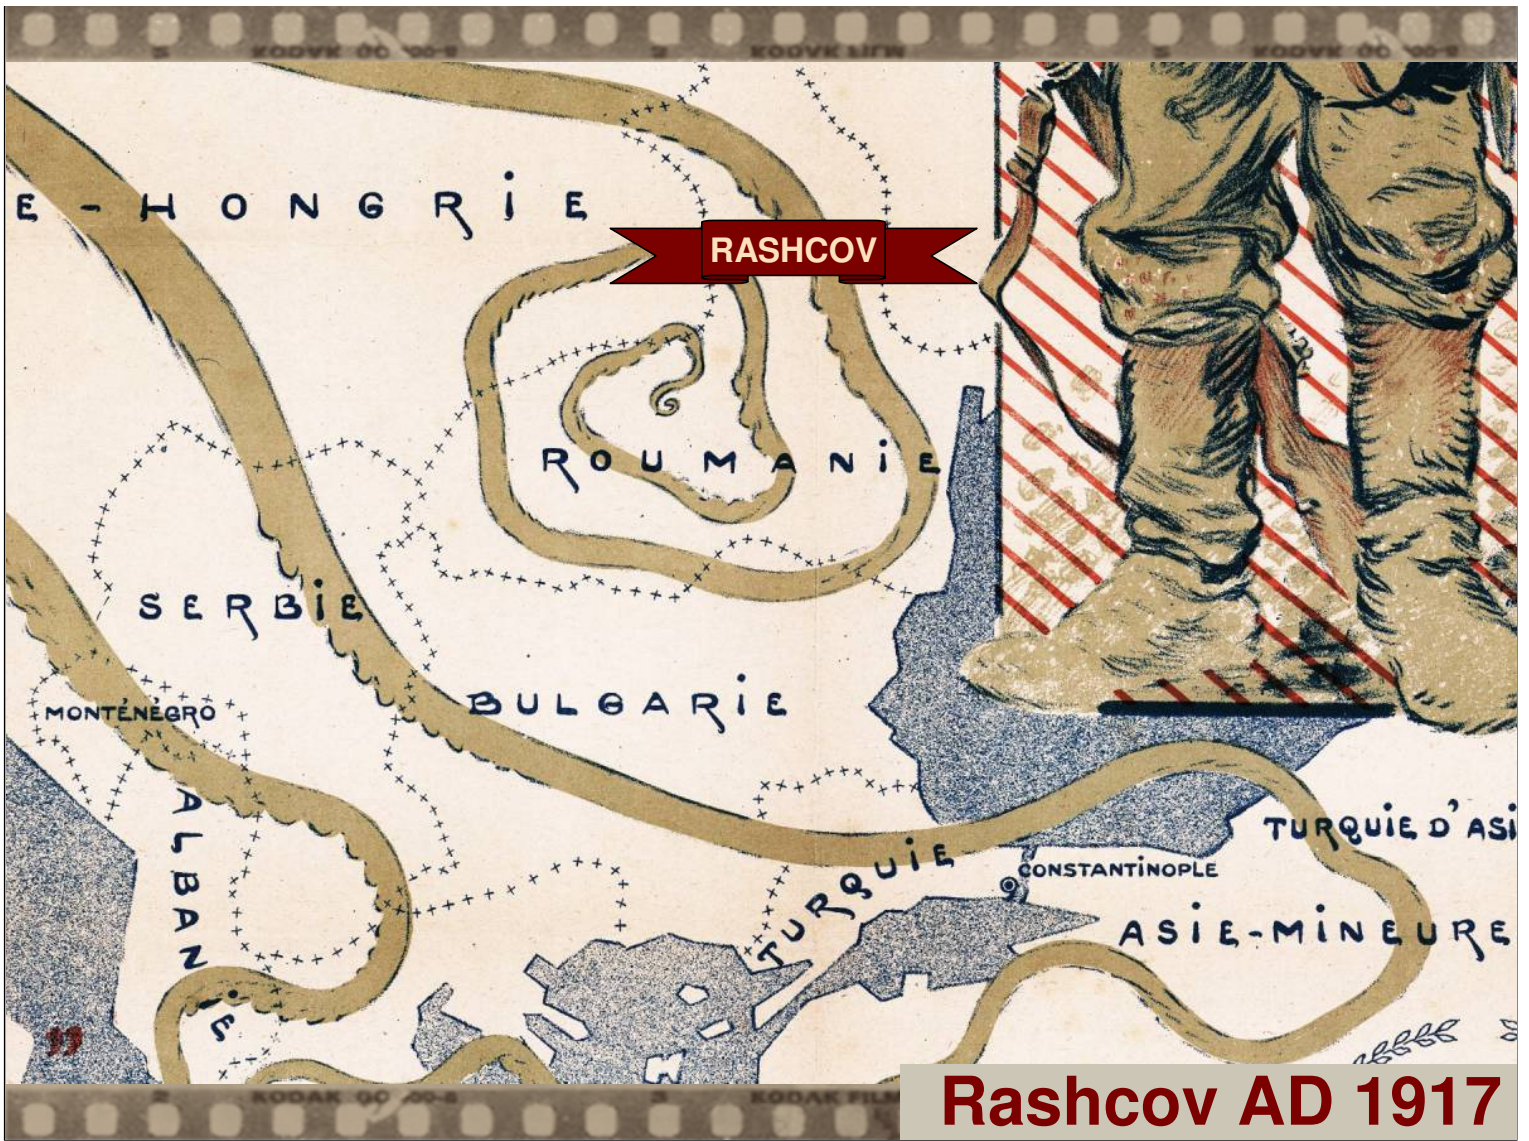 E-HONGRIE
RASHCOV
ROUMANIE
SERBIE
BULGARIE
MONTÉNÉGRO
ALBANIE
TURQUIE
TURQUIE D'ASI
CONSTANTINOPLE
ASIE-MINEURE
Rashcov AD 1917